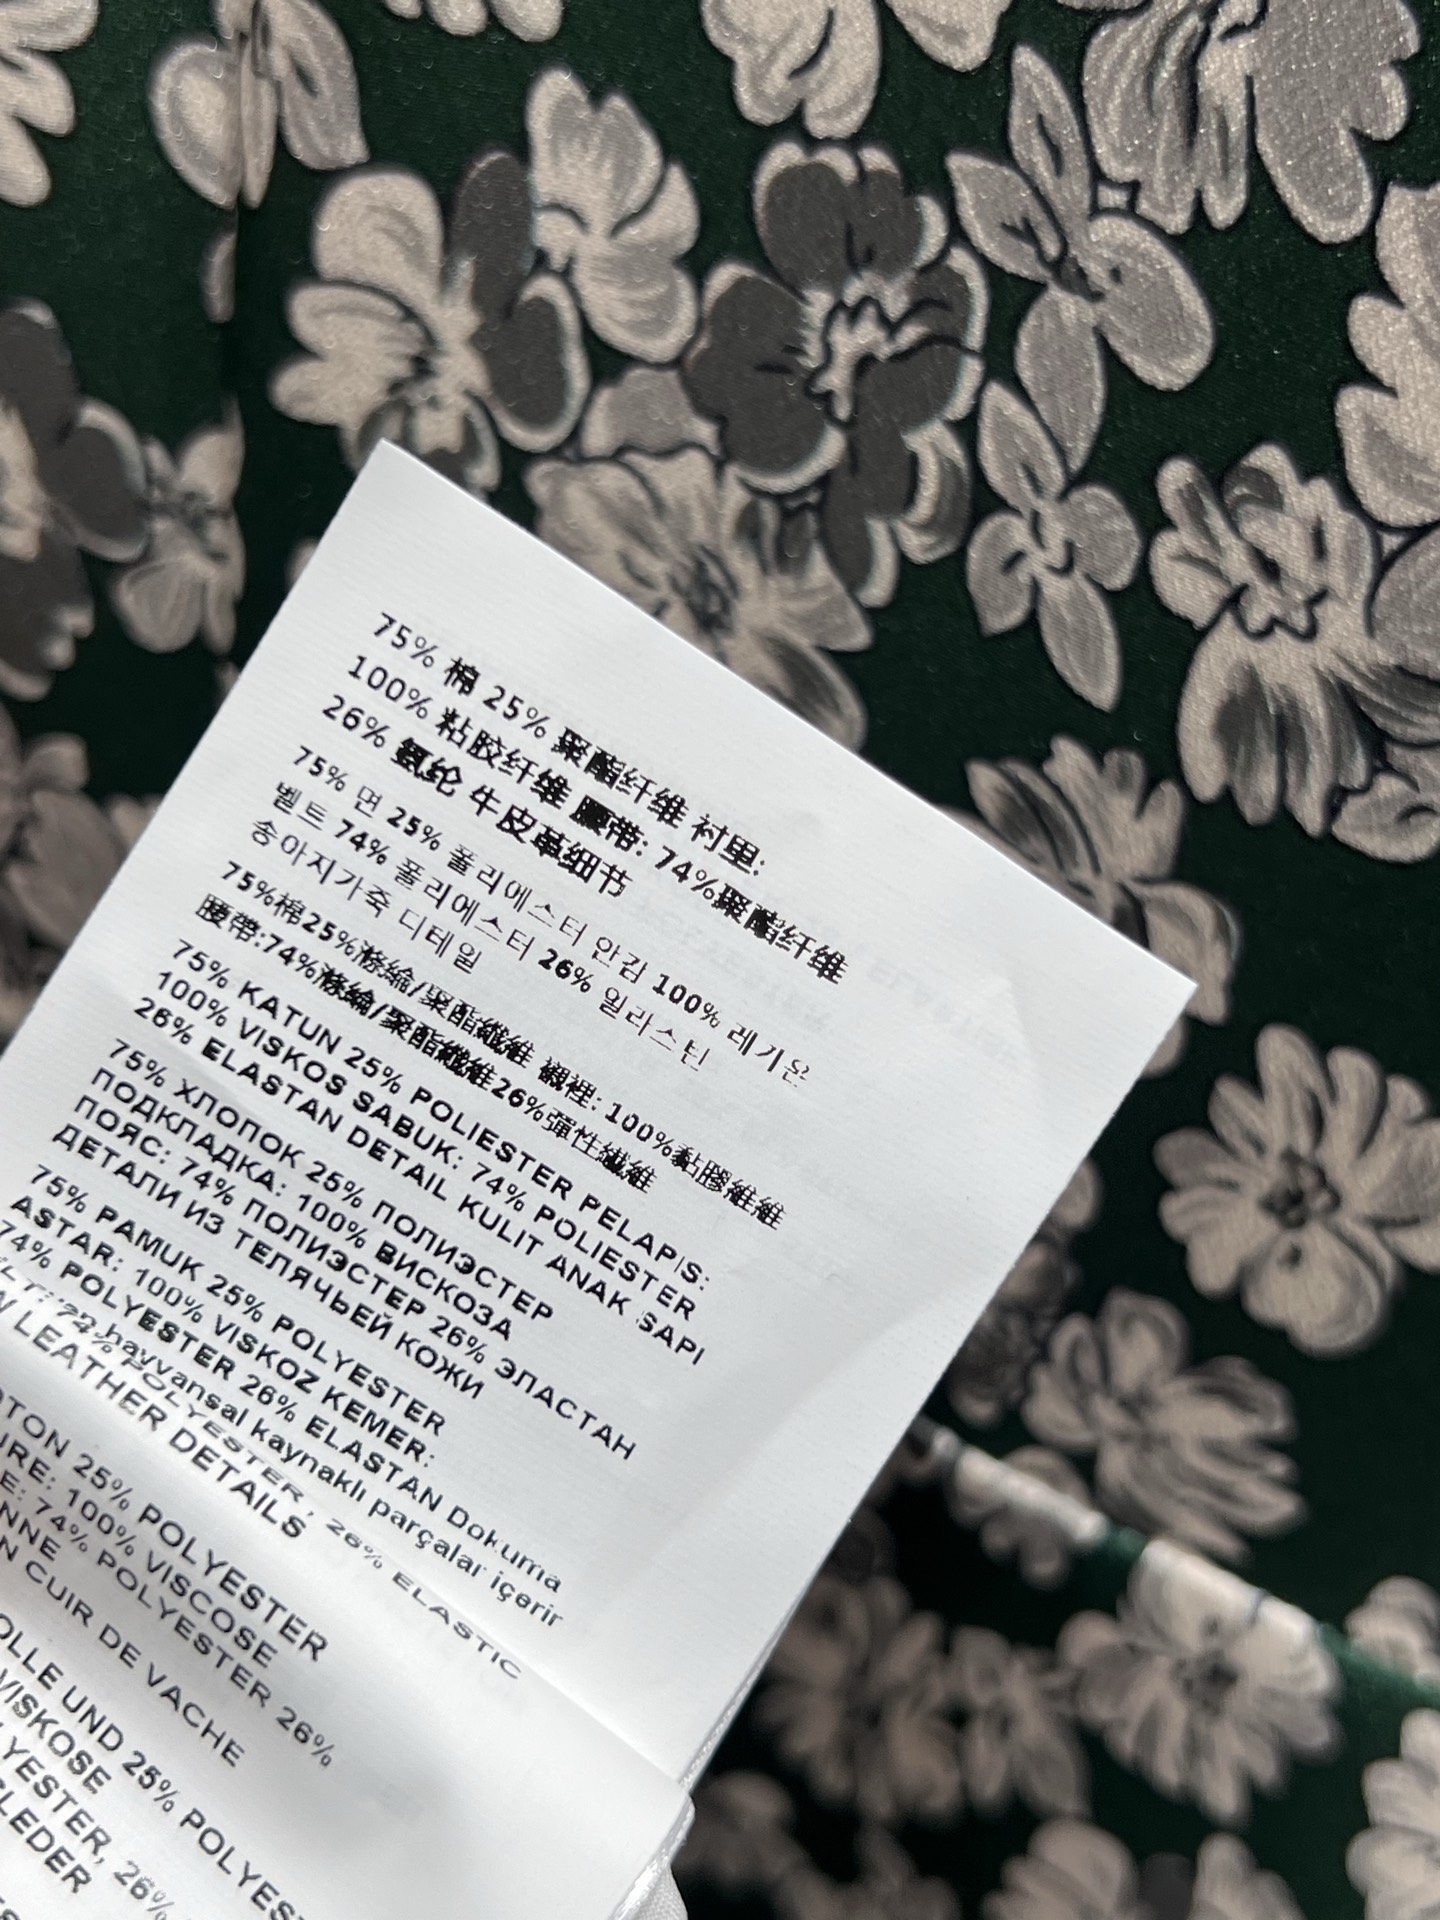 75% 棉 25% 聚酯纤维 衬里:
100% 粘胶纤维 腰带: 74%聚酯纤维
26% 氨纶 牛皮革细节
75% 면 25% 폴리에스터 안감 100% 레기온
벨트 74% 폴리에스터 26% 일라스틴
송아지가죽 디테일
75%棉25%滌綸/聚酯纖維 襯裡: 100%黏膠維維
腰帶:74%滌綸/聚酯纖維26%彈性纖維
75% KATUN 25% POLIESTER PELAPIS:
100% VISKOS SABUK: 74% POLIESTER
26% ELASTAN DETAIL KULIT ANAK SAPI
75% ХЛОПОК 25% ПОЛИЭСТЕР
ПОДКЛАДКА: 100% ВИСКОЗА
ПОЯС: 74% ПОЛИЭСТЕР 26% ЭЛАСТАН
ДЕТАЛИ ИЗ ТЕЛЯЧЬЕЙ КОЖИ
75% PAMUK 25% POLYESTER
ASTAR: 100% VISKOZ KEMER:
74% POLYESTER 26% ELASTAN Dokuma
hayvansal kaynaklı parçalar içerir
74% POLYESTER, 26% ELASTIC
LEATHER DETAILS
25% POLYESTER
100% VISCOSE
74% POLYESTER 26%
CUIR DE VACHE
UND 25%
VISKOSE
26%